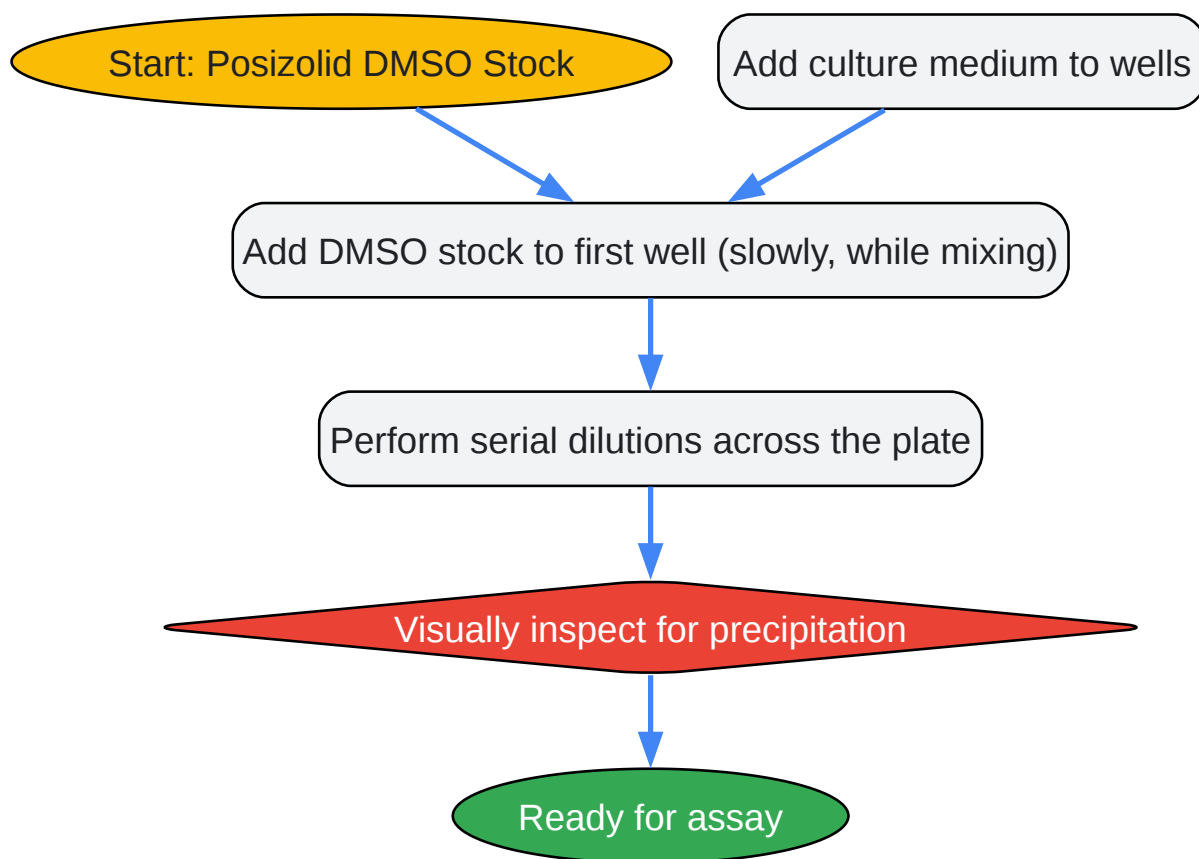 Start: Posizolid DMSO Stock
Add culture medium to wells
Add DMSO stock to first well (slowly, while mixing)
Perform serial dilutions across the plate
Visually inspect for precipitation
Ready for assay